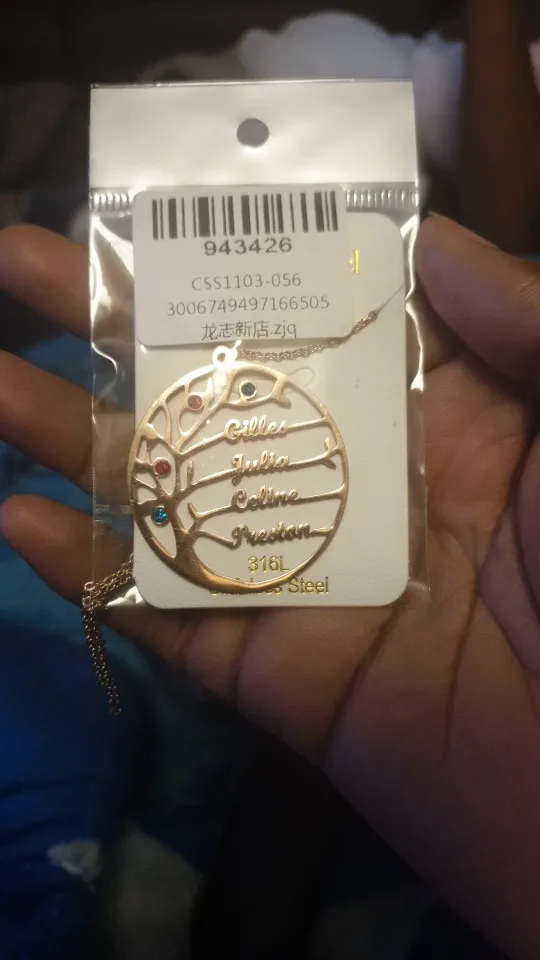 943426
CSS1103-056
3006749497166505
龙志新店.zjq
Gilles
Julia
Celine
Preston
316L
Steel